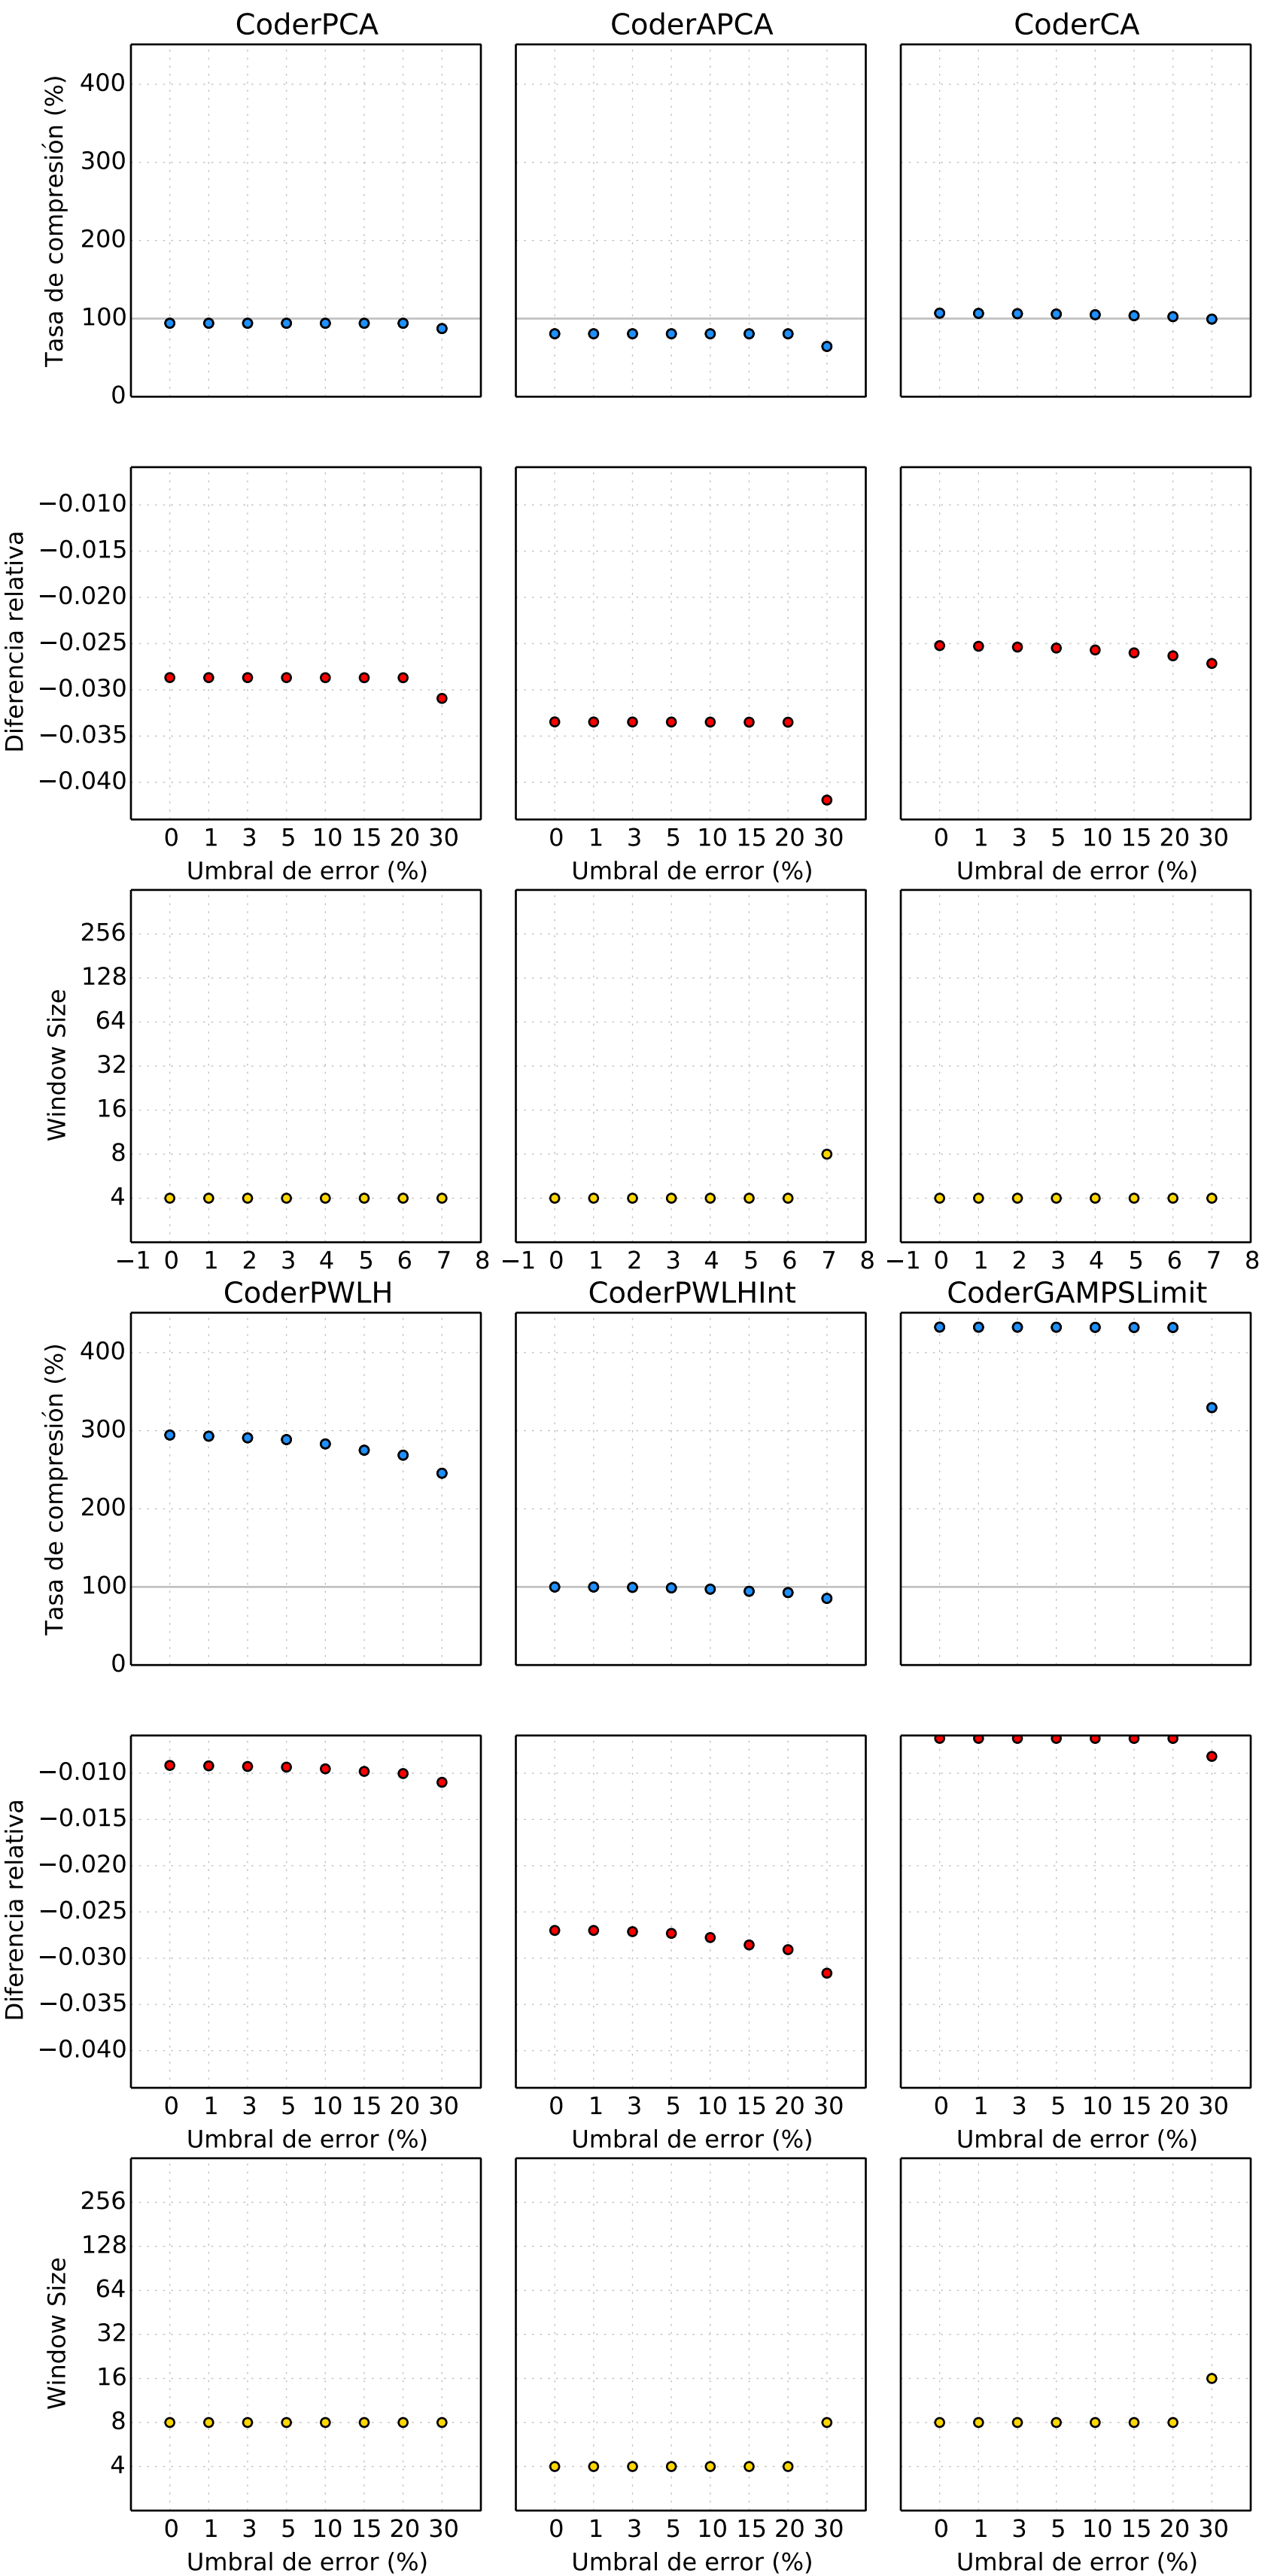 CoderPCA CoderAPCA CoderCA
Tasa de compresión (%)
400
300
200
100
0
Diferencia relativa
−0.010
−0.015
−0.020
−0.025
−0.030
−0.035
−0.040
0 1 3 5 10 15 20 30 0 1 3 5 10 15 20 30 0 1 3 5 10 15 20 30
Umbral de error (%) Umbral de error (%) Umbral de error (%)
Window Size
256
128
64
32
16
8
4
−1 0 1 2 3 4 5 6 7 8 −1 0 1 2 3 4 5 6 7 8 −1 0 1 2 3 4 5 6 7 8
CoderPWLH CoderPWLHInt CoderGAMPSLimit
Tasa de compresión (%)
400
300
200
100
0
Diferencia relativa
−0.010
−0.015
−0.020
−0.025
−0.030
−0.035
−0.040
0 1 3 5 10 15 20 30 0 1 3 5 10 15 20 30 0 1 3 5 10 15 20 30
Umbral de error (%) Umbral de error (%) Umbral de error (%)
Window Size
256
128
64
32
16
8
4
0 1 3 5 10 15 20 30 0 1 3 5 10 15 20 30 0 1 3 5 10 15 20 30
Umbral de error (%) Umbral de error (%) Umbral de error (%)